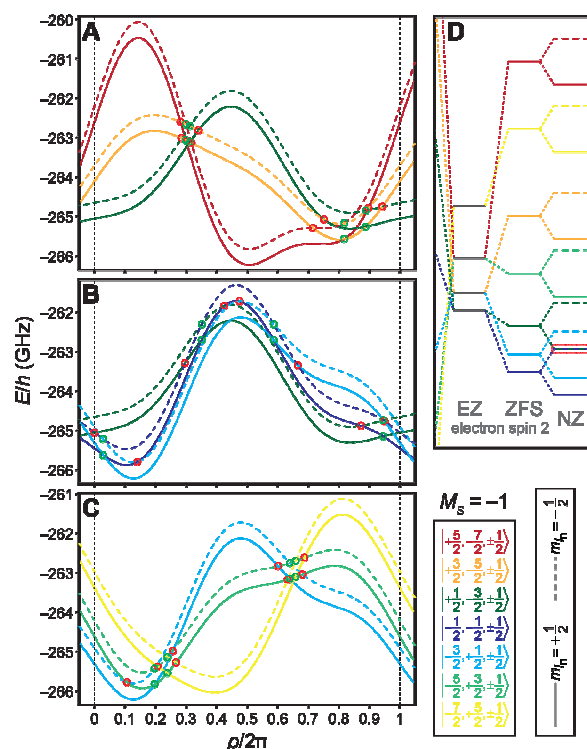 A
B
C
D
−260
−261
−262
−263
−264
−265
−266
−262
−263
−264
−265
−266
−261
−262
−263
−264
−265
−266
E/h (GHz)
0 0.1 0.2 0.3 0.4 0.5 0.6 0.7 0.8 0.9 1
ρ/2π
EZ ZFS NZ
electron spin 2
M_S = −1
|+5/2,−7/2,±1/2⟩
|+3/2,−5/2,±1/2⟩
|+1/2,−3/2,±1/2⟩
|−1/2,−1/2,±1/2⟩
|−3/2,+1/2,±1/2⟩
|−5/2,+3/2,±1/2⟩
|−7/2,+5/2,±1/2⟩
m_In = +1/2
m_In = −1/2